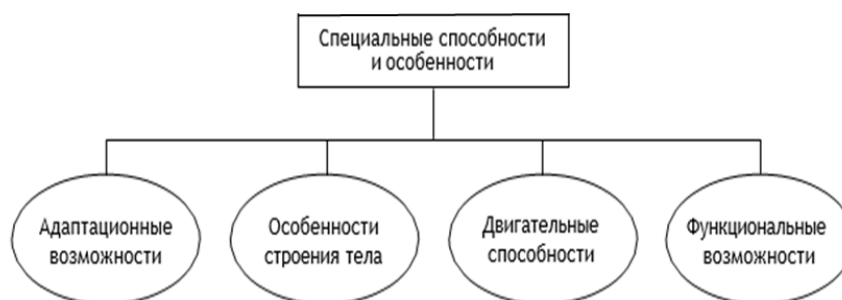 Специальные способности
и особенности
Адаптационные
возможности
Особенности
строения тела
Двигательные
способности
Функциональные
возможности